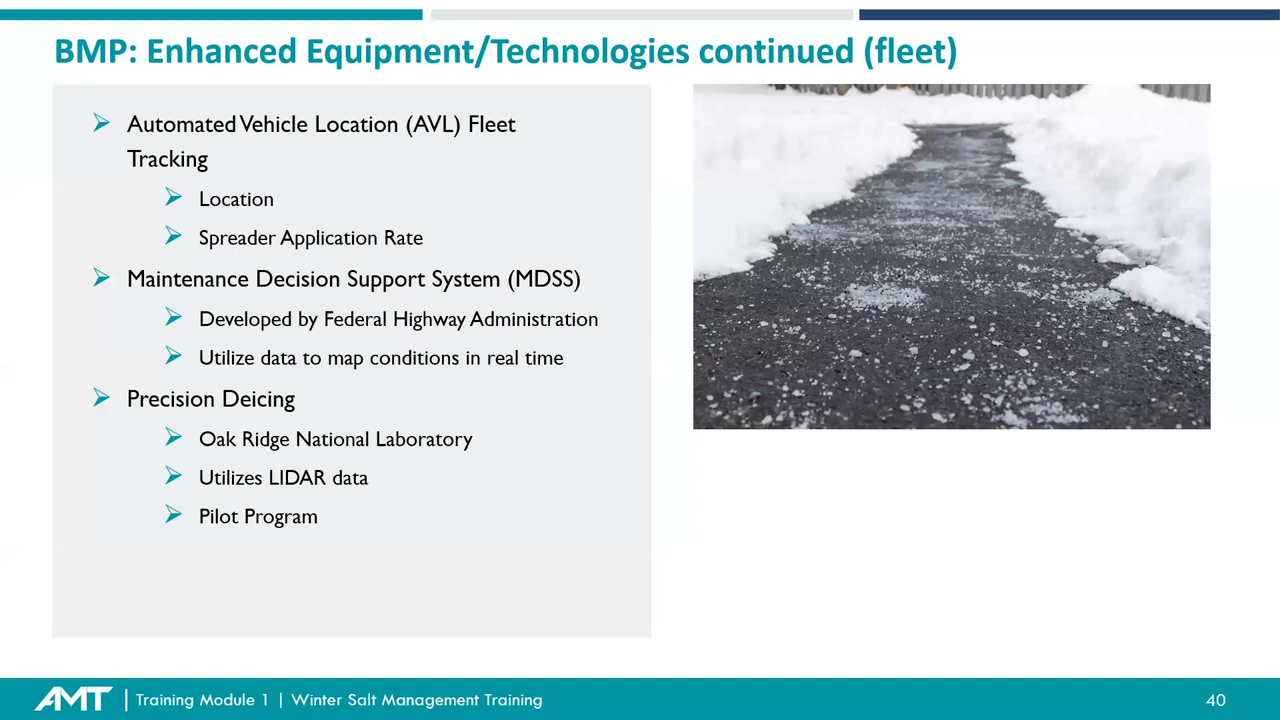 BMP: Enhanced Equipment/Technologies continued (fleet)
Automated Vehicle Location (AVL) Fleet
Tracking
Location
Spreader Application Rate
Maintenance Decision Support System (MDSS)
Developed by Federal Highway Administration
Utilize data to map conditions in real time
Precision Deicing
Oak Ridge National Laboratory
Utilizes LIDAR data
Pilot Program
AMT | Training Module 1 | Winter Salt Management Training 40